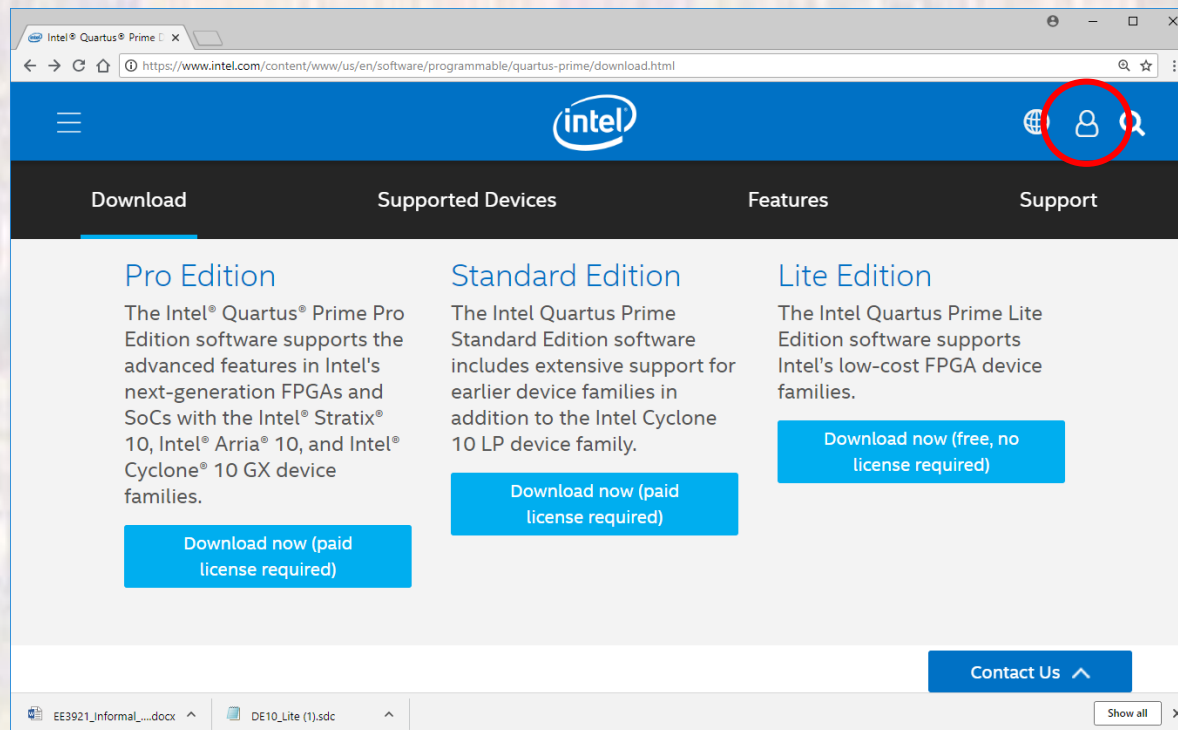 Intel® Quartus® Prime D
https://www.intel.com/content/www/us/en/software/programmable/quartus-prime/download.html
intel
Download
Supported Devices
Features
Support
Pro Edition
The Intel® Quartus® Prime Pro
Edition software supports the
advanced features in Intel's
next-generation FPGAs and
SoCs with the Intel® Stratix®
10, Intel® Arria® 10, and Intel®
Cyclone® 10 GX device
families.
Download now (paid
license required)
Standard Edition
The Intel Quartus Prime
Standard Edition software
includes extensive support for
earlier device families in
addition to the Intel Cyclone
10 LP device family.
Download now (paid
license required)
Lite Edition
The Intel Quartus Prime Lite
Edition software supports
Intel’s low-cost FPGA device
families.
Download now (free, no
license required)
Contact Us
EE3921_Informal_....docx
DE10_Lite (1).sdc
Show all